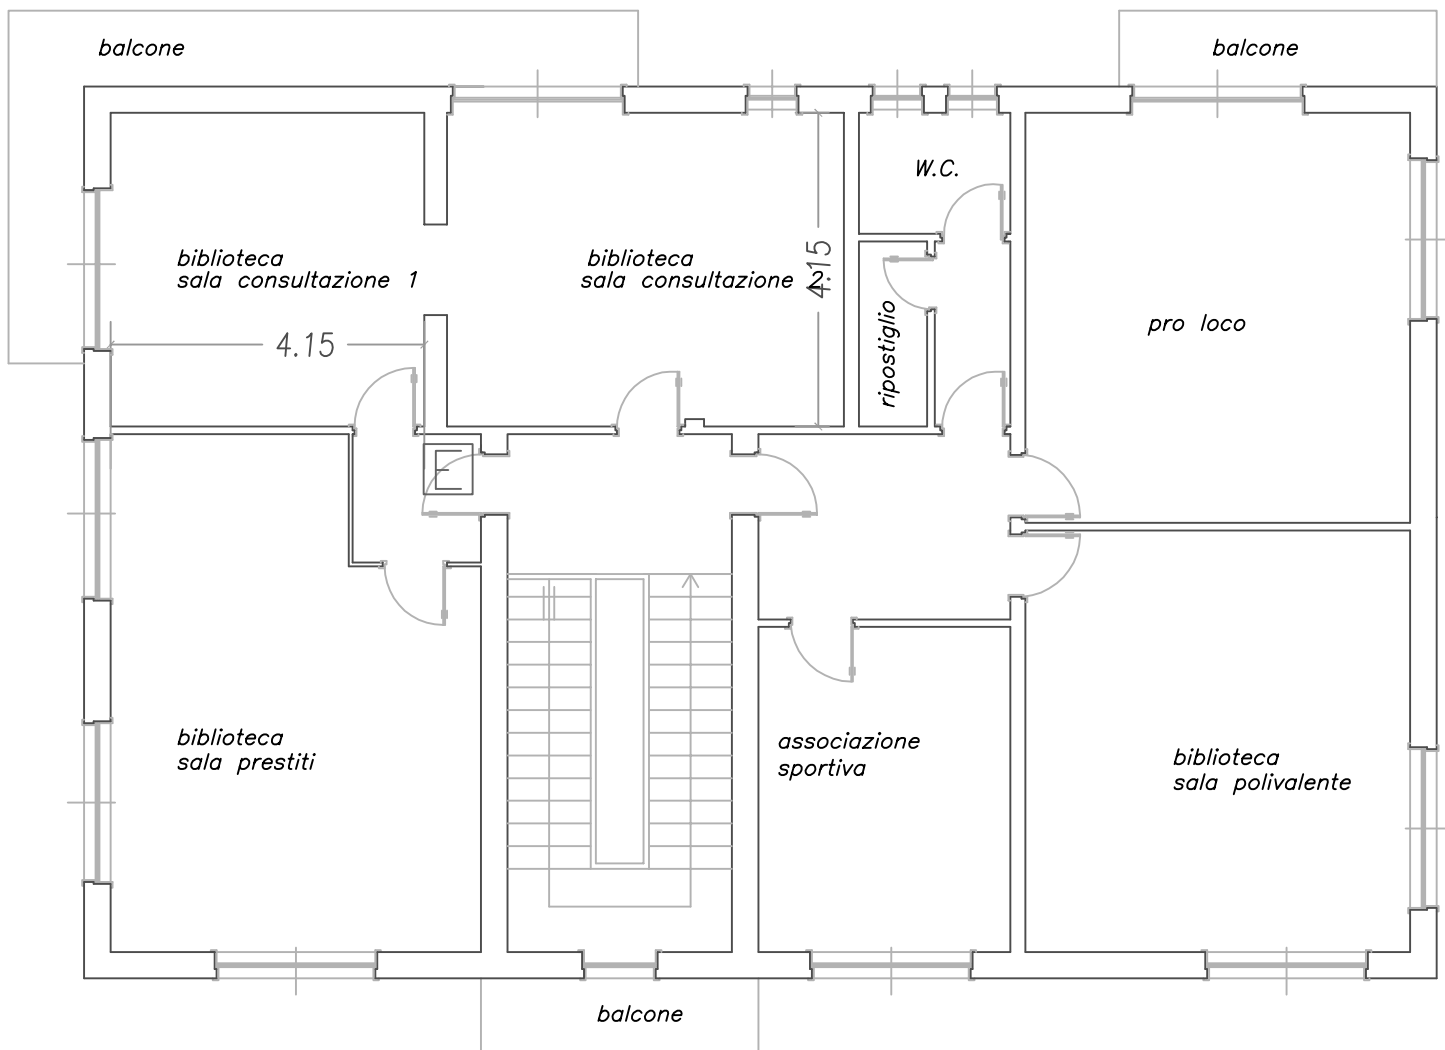 balcone
balcone
W.C.
biblioteca
sala consultazione 1
biblioteca
sala consultazione 2
4.15
ripostiglio
pro loco
4.15
E
biblioteca
sala prestiti
associazione
sportiva
biblioteca
sala polivalente
balcone